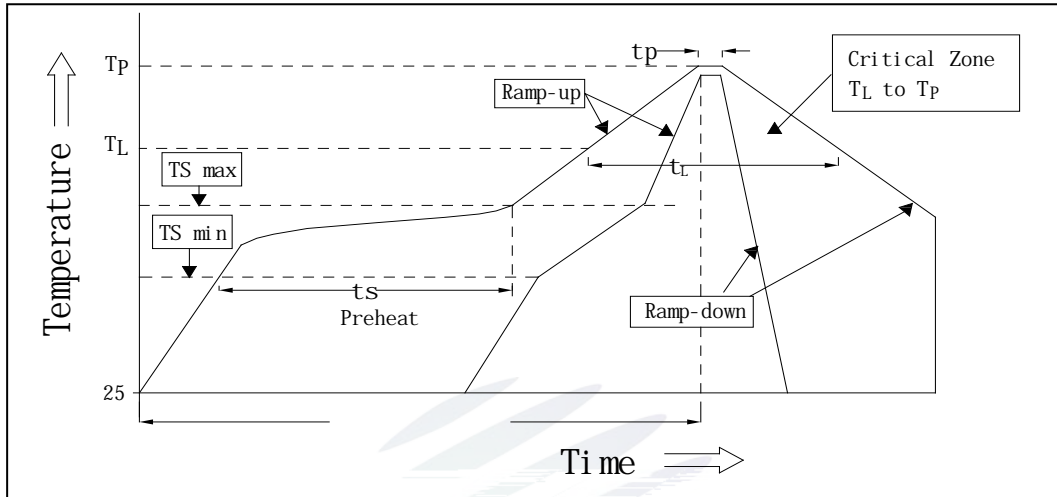 tp
TP
Ramp-up
Critical Zone
TL to TP
TL
TS max
tL
TS min
ts
Preheat
Ramp-down
25
Temperature
Time